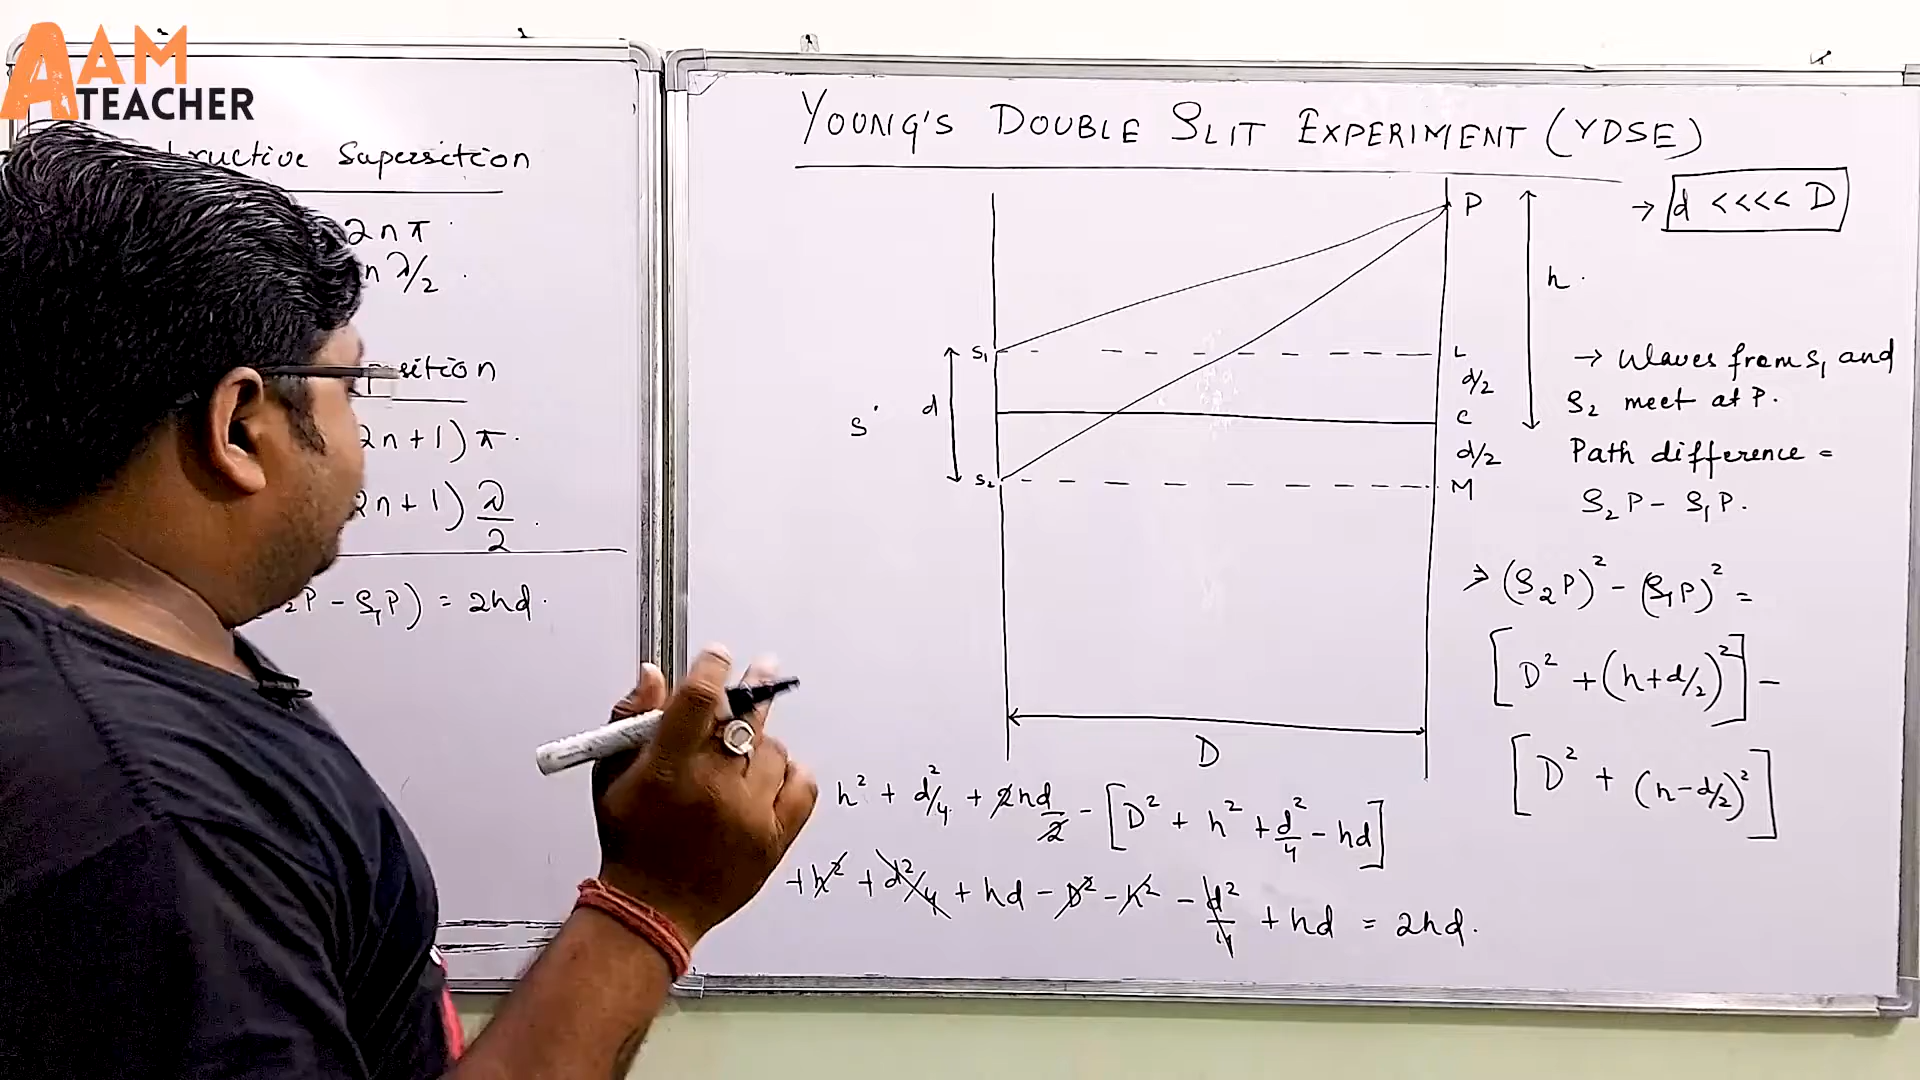 AAM
TEACHER
Supersition
2nπ
n λ/2
sition
2n+1)π.
2n+1) λ/2
P - S₁P) = 2hd.
YOUNG'S DOUBLE SLIT EXPERIMENT (YDSE)
→ d <<<< D
P
h.
S₁
L
d/2
d
S
C
d/2
S₂
M
D
→ Waves from S₁ and
S₂ meet at P.
Path difference =
S₂P - S₁P.
⇒ (S₂P)² - (S₁P)² =
[D² + (h+d/2)²] -
[D² + (h-d/2)²]
h² + d²/4 + 2hd/2 - [D² + h² + d²/4 - hd]
+h² + d²/4 + hd - D² - h² - d²/4 + hd = 2hd.